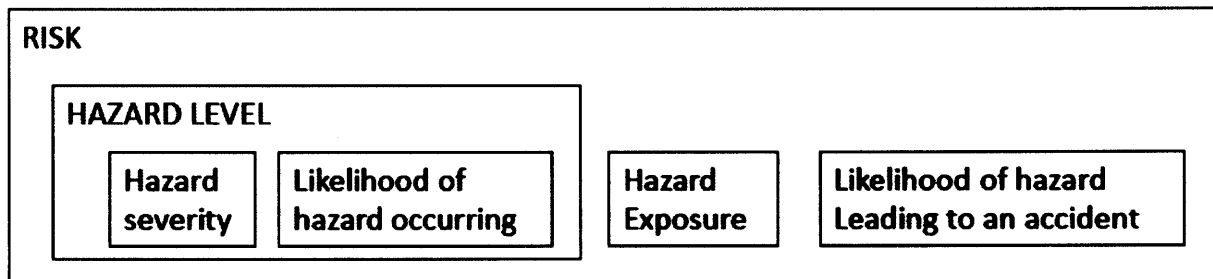 RISK
HAZARD LEVEL
Hazard
severity
Likelihood of
hazard occurring
Hazard
Exposure
Likelihood of hazard
Leading to an accident